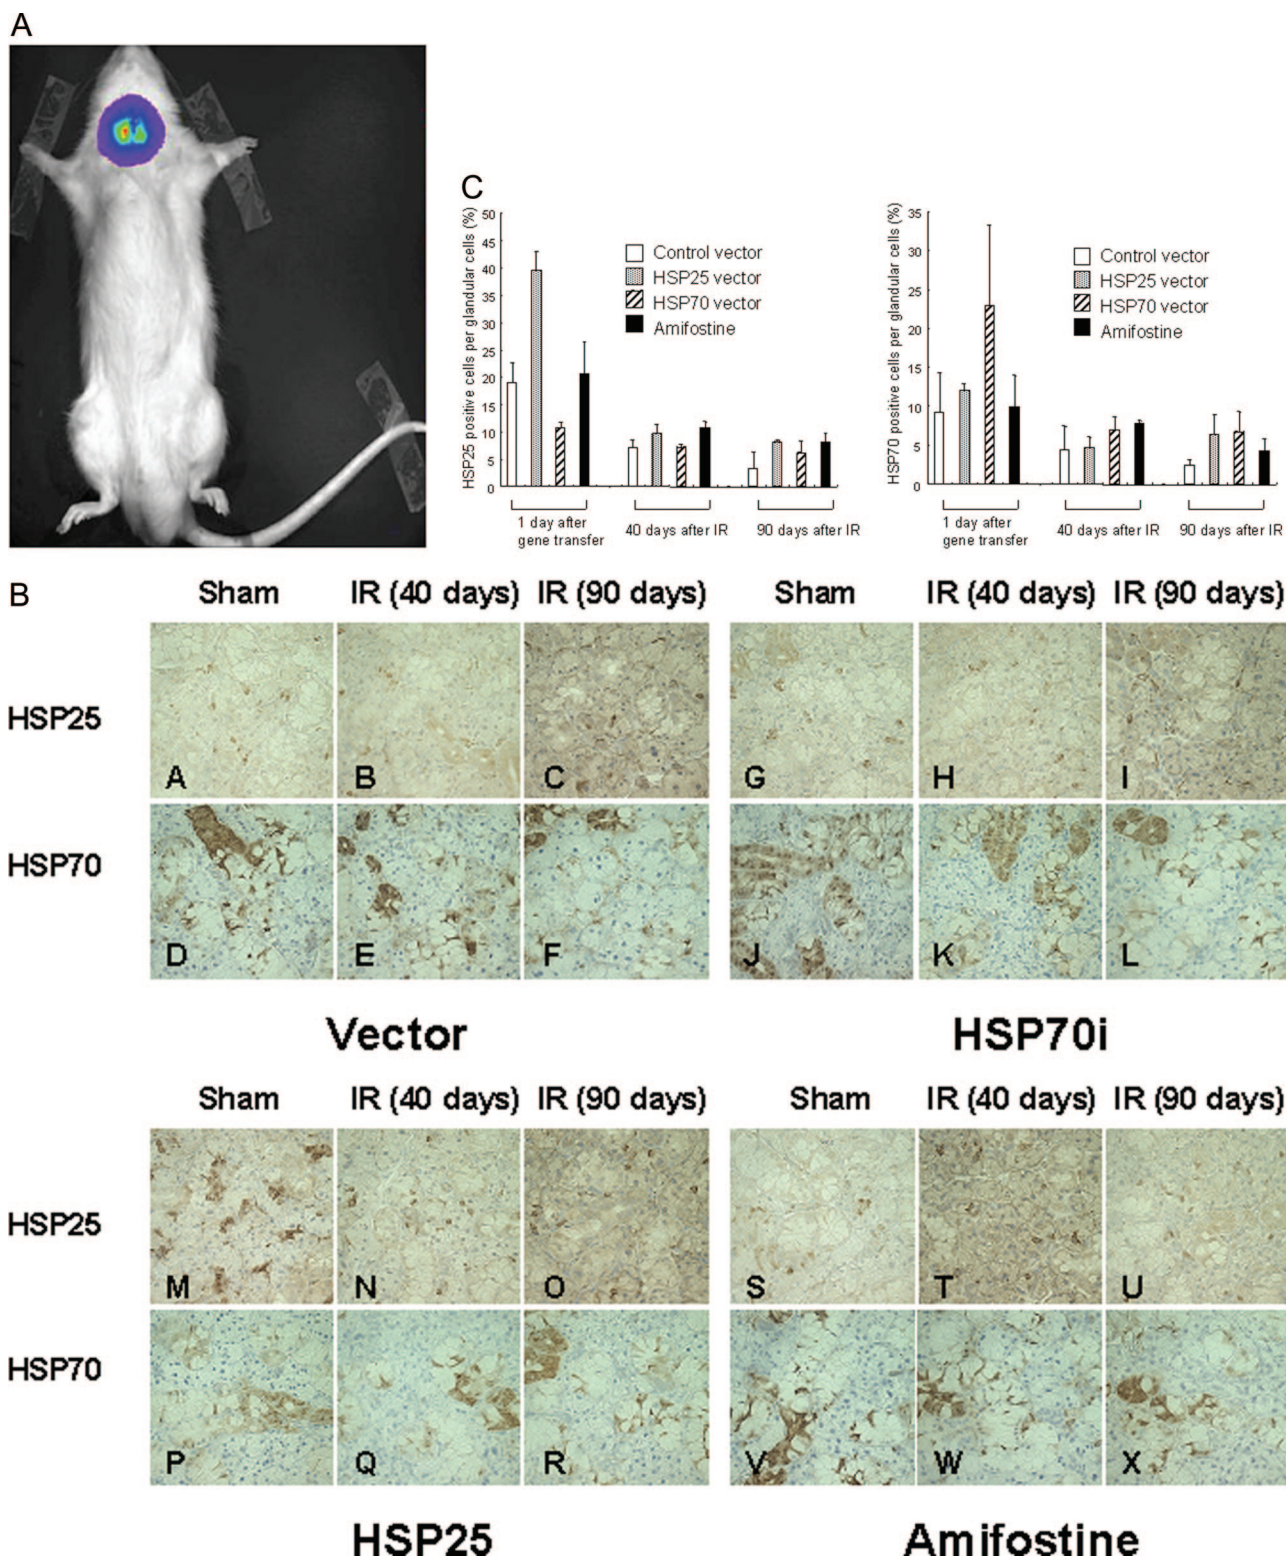 A
C
HSP25 positive cells per glandular cells (%)
50
45
40
35
30
25
20
15
10
5
0
Control vector
HSP25 vector
HSP70 vector
Amifostine
1 day after
gene transfer
40 days after IR
90 days after IR
HSP70 positive cells per glandular cells (%)
35
30
25
20
15
10
5
0
Control vector
HSP25 vector
HSP70 vector
Amifostine
1 day after
gene transfer
40 days after IR
90 days after IR
B
Sham IR (40 days) IR (90 days) Sham IR (40 days) IR (90 days)
HSP25
A B C G H I
HSP70
D E F J K L
Vector HSP70i
Sham IR (40 days) IR (90 days) Sham IR (40 days) IR (90 days)
HSP25
M N O S T U
HSP70
P Q R V W X
HSP25 Amifostine